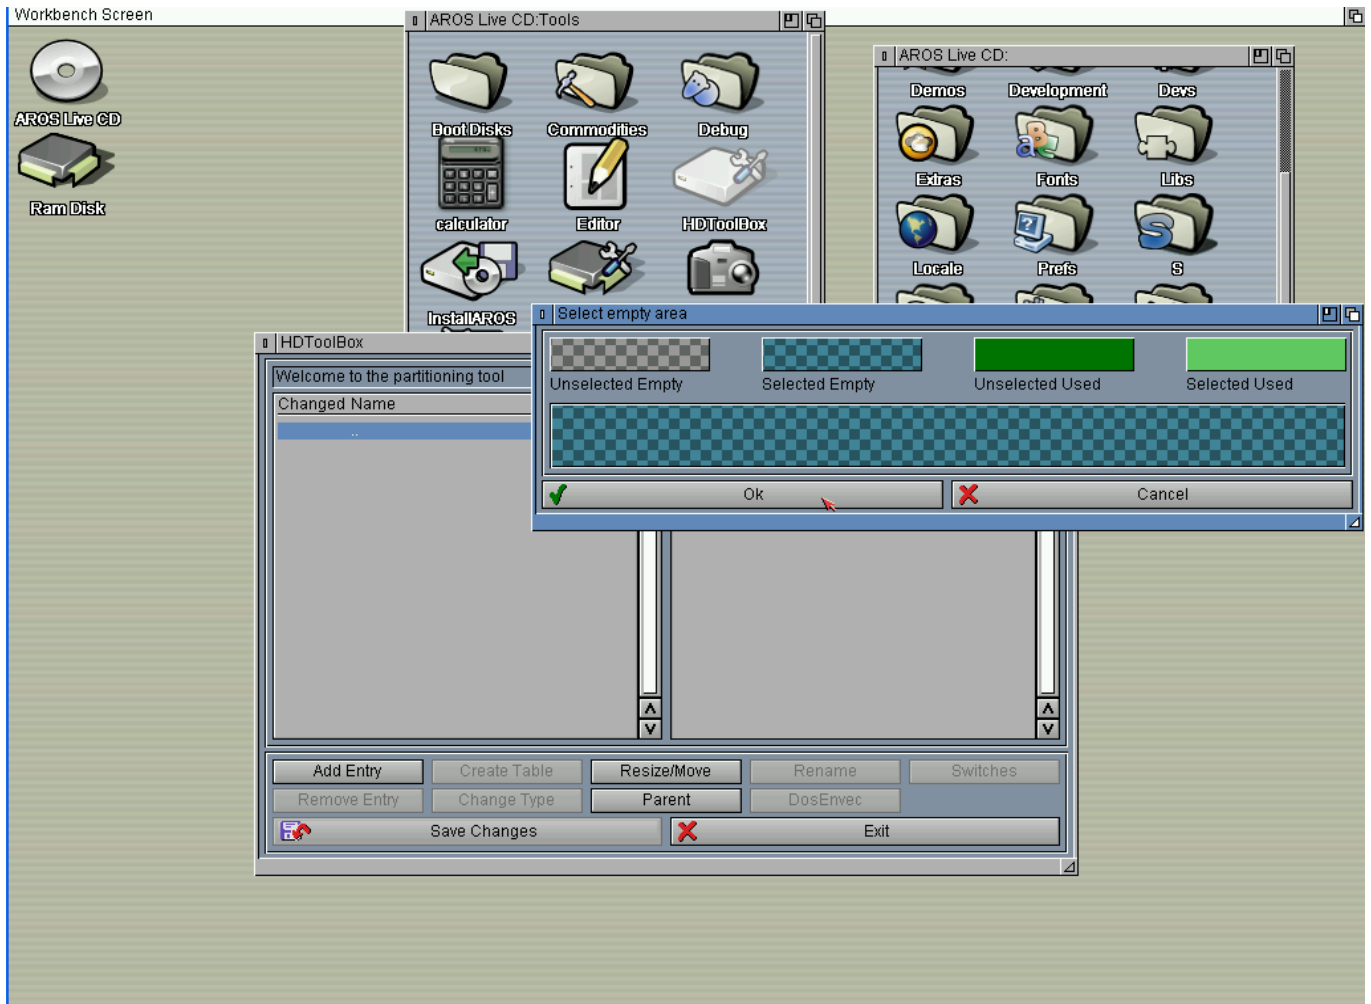 Workbench Screen
AROS Live CD
Ram Disk
AROS Live CD:Tools
Boot Disks
Commodities
Debug
calculator
Editor
HDToolBox
InstallAROS
AROS Live CD:
Demos
Development
Devs
Extras
Fonts
Libs
Locale
Prefs
S
Select empty area
Unselected Empty
Selected Empty
Unselected Used
Selected Used
Ok
Cancel
HDToolBox
Welcome to the partitioning tool
Changed Name
..
Add Entry
Create Table
Resize/Move
Rename
Switches
Remove Entry
Change Type
Parent
DosEnvec
Save Changes
Exit